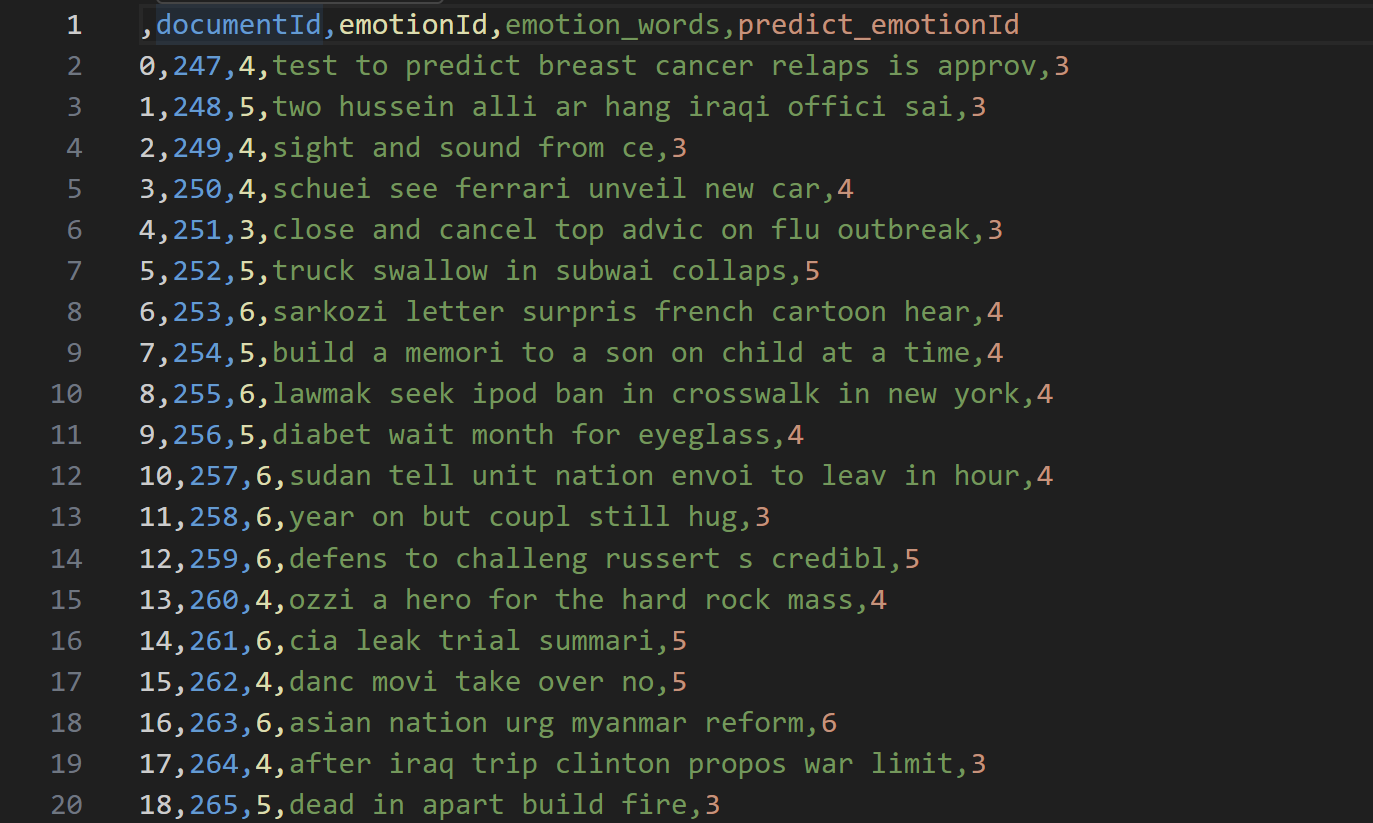 1 ,documentId,emotionId,emotion_words,predict_emotionId
2 0,247,4,test to predict breast cancer relaps is approv,3
3 1,248,5,two hussein alli ar hang iraqi offici sai,3
4 2,249,4,sight and sound from ce,3
5 3,250,4,schuei see ferrari unveil new car,4
6 4,251,3,close and cancel top advic on flu outbreak,3
7 5,252,5,truck swallow in subwai collaps,5
8 6,253,6,sarkozi letter surpris french cartoon hear,4
9 7,254,5,build a memori to a son on child at a time,4
10 8,255,6,lawmak seek ipod ban in crosswalk in new york,4
11 9,256,5,diabet wait month for eyeglass,4
12 10,257,6,sudan tell unit nation envoi to leav in hour,4
13 11,258,6,year on but coupl still hug,3
14 12,259,6,defens to challeng russert s credibl,5
15 13,260,4,ozzi a hero for the hard rock mass,4
16 14,261,6,cia leak trial summari,5
17 15,262,4,danc movi take over no,5
18 16,263,6,asian nation urg myanmar reform,6
19 17,264,4,after iraq trip clinton propos war limit,3
20 18,265,5,dead in apart build fire,3